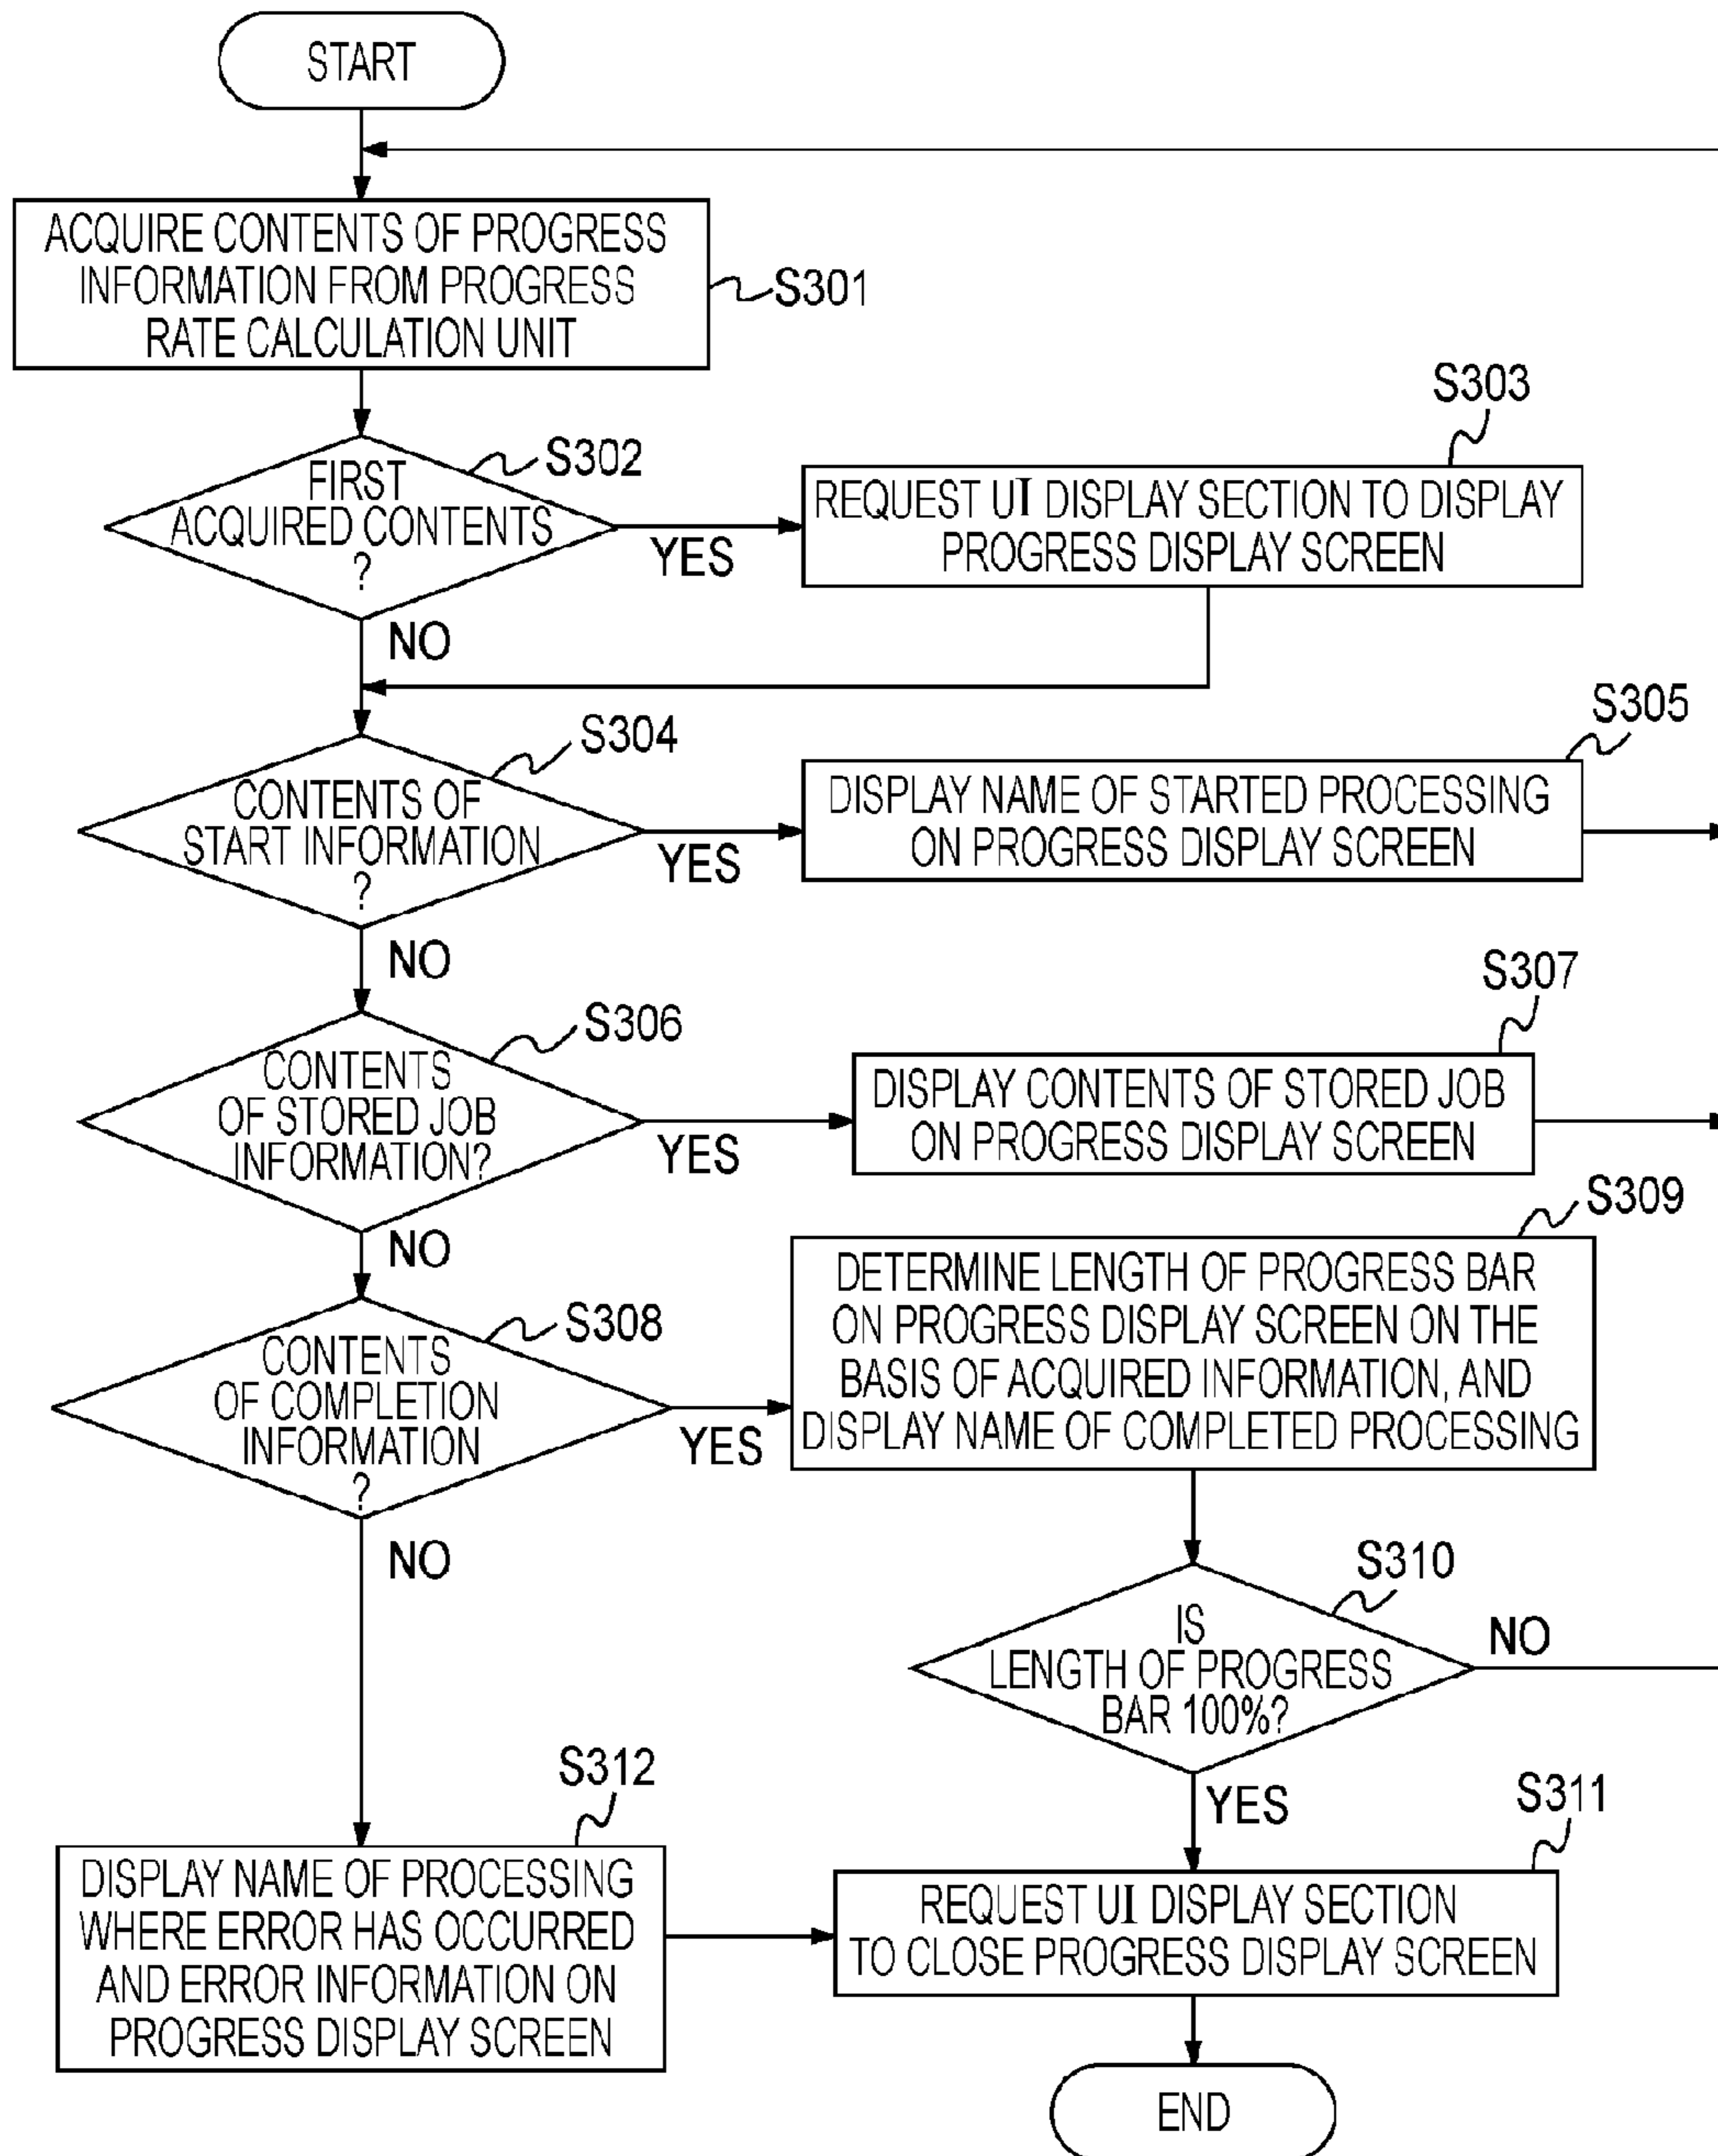 START
ACQUIRE CONTENTS OF PROGRESS
INFORMATION FROM PROGRESS
RATE CALCULATION UNIT
S301
S303
S302
FIRST
ACQUIRED CONTENTS
?
YES
REQUEST UI DISPLAY SECTION TO DISPLAY
PROGRESS DISPLAY SCREEN
NO
S304
S305
CONTENTS OF
START INFORMATION
?
YES
DISPLAY NAME OF STARTED PROCESSING
ON PROGRESS DISPLAY SCREEN
NO
S306
S307
CONTENTS
OF STORED JOB
INFORMATION?
YES
DISPLAY CONTENTS OF STORED JOB
ON PROGRESS DISPLAY SCREEN
NO
S308
S309
CONTENTS
OF COMPLETION
INFORMATION
?
YES
DETERMINE LENGTH OF PROGRESS BAR
ON PROGRESS DISPLAY SCREEN ON THE
BASIS OF ACQUIRED INFORMATION, AND
DISPLAY NAME OF COMPLETED PROCESSING
NO
S310
IS
LENGTH OF PROGRESS
BAR 100%?
NO
YES
S312
S311
DISPLAY NAME OF PROCESSING
WHERE ERROR HAS OCCURRED
AND ERROR INFORMATION ON
PROGRESS DISPLAY SCREEN
REQUEST UI DISPLAY SECTION
TO CLOSE PROGRESS DISPLAY SCREEN
END